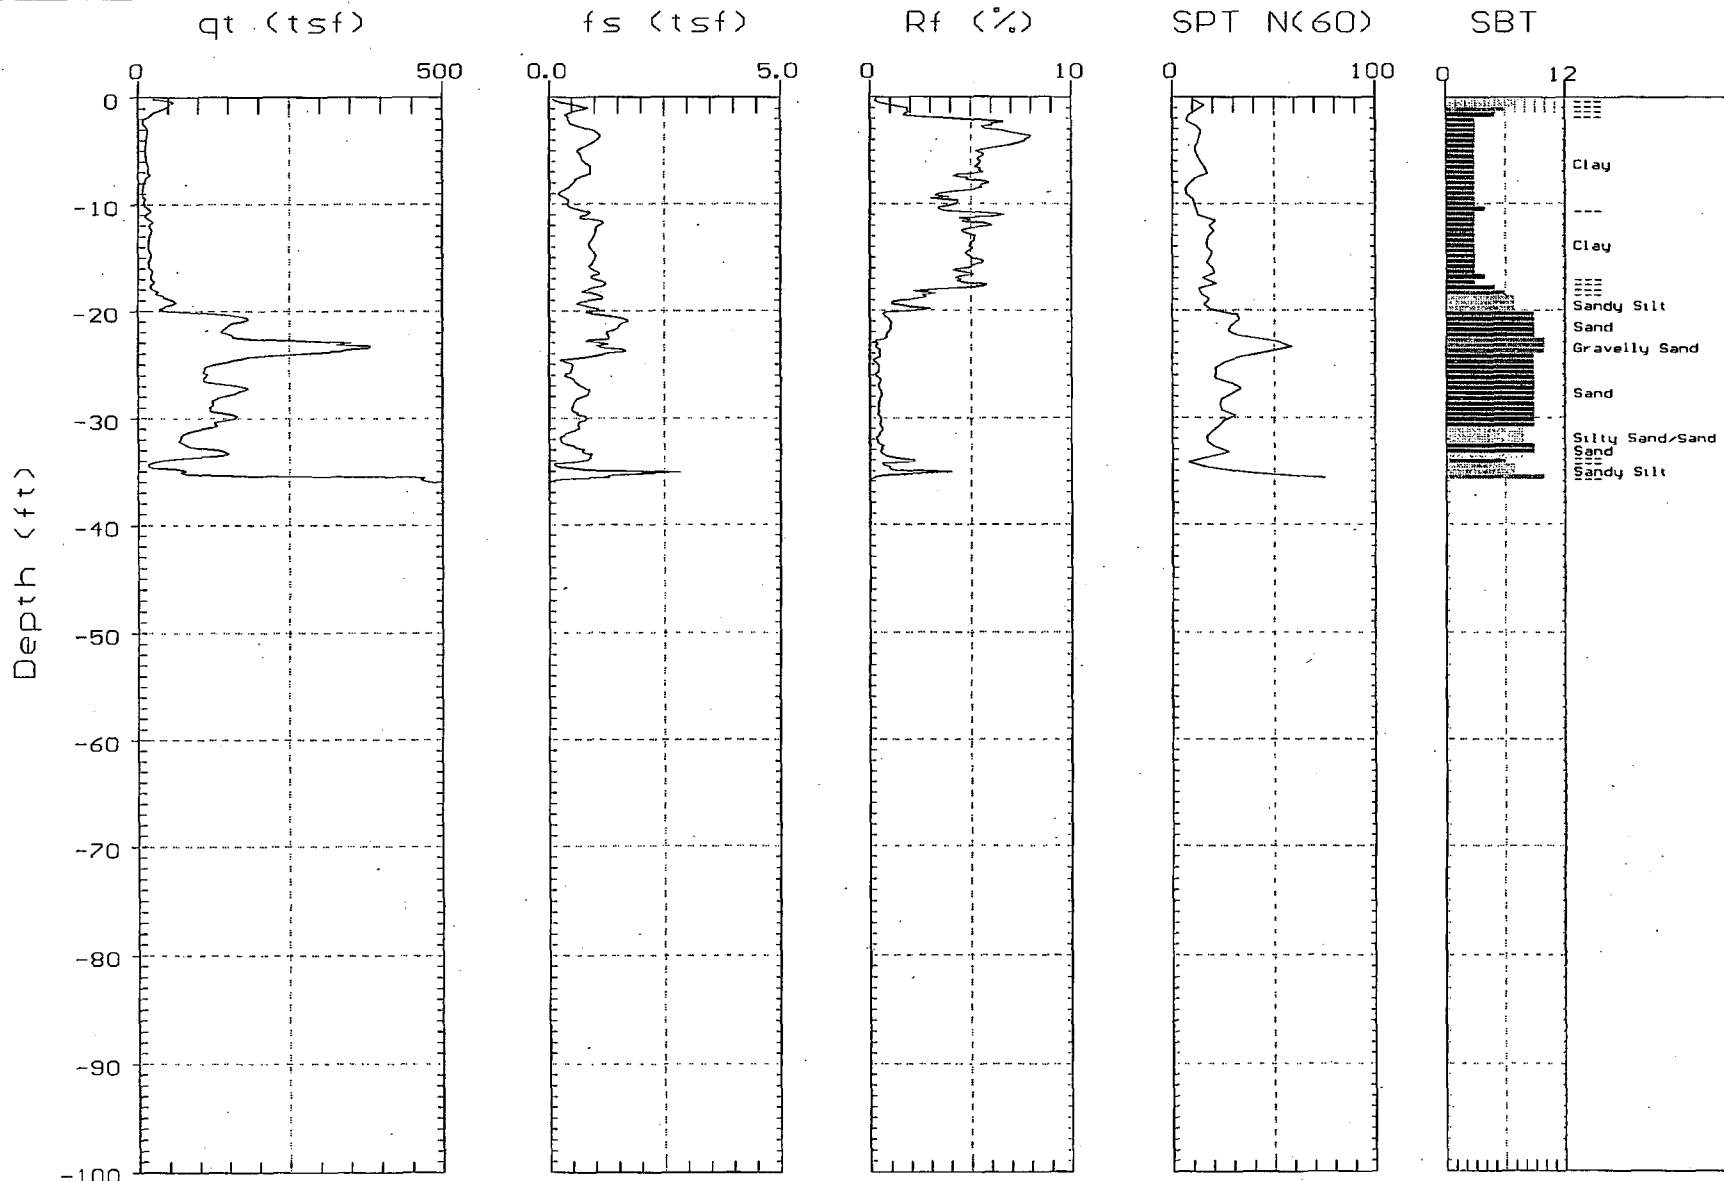 qt (tsf) fs (tsf) Rf (%) SPT N(60) SBT
0 500 0.0 5.0 0 10 0 100 0 12
0
Clay
-10
Clay
Sandy Silt
-20
Sand
Gravelly Sand
Sand
-30
Silty Sand/Sand
Sand
Sandy Silt
-40
-50
-60
-70
-80
-90
-100
Depth (ft)